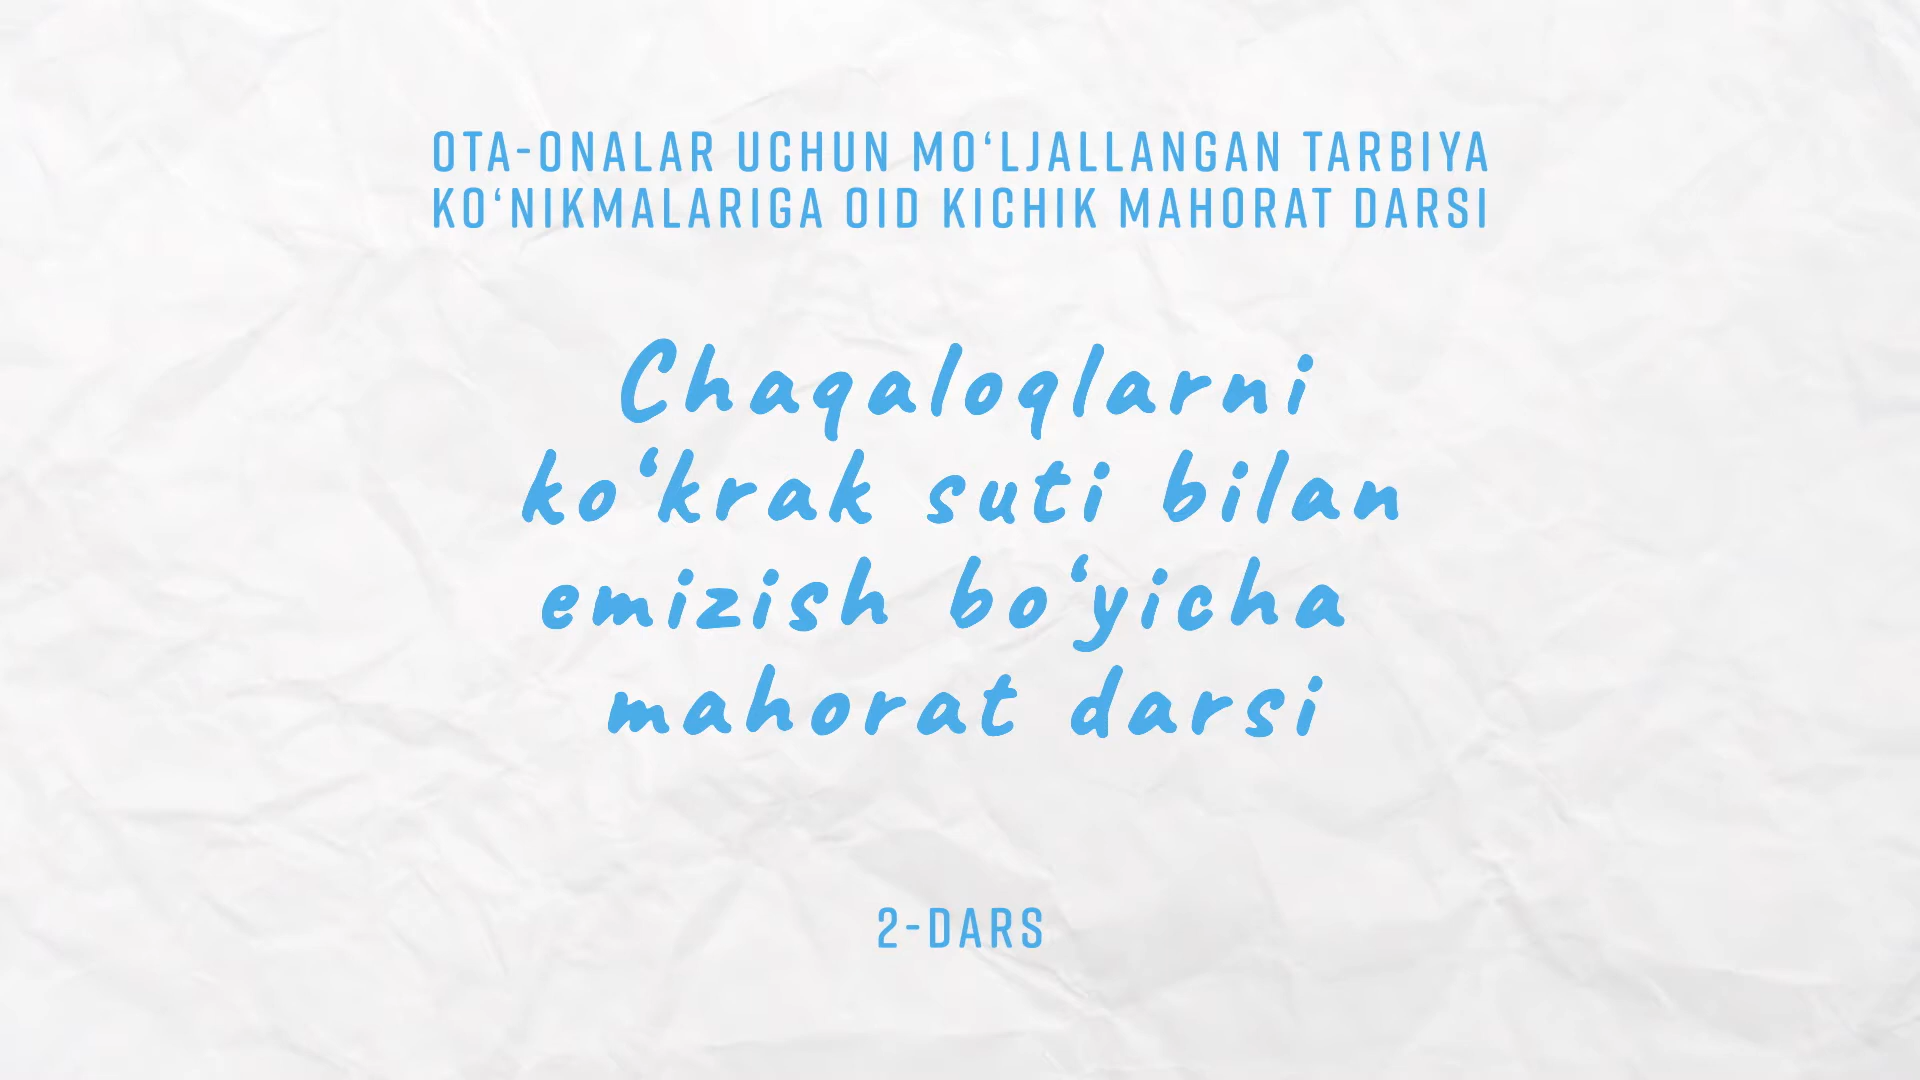 OTA-ONALAR UCHUN MO‘LJALLANGAN TARBIYA
KO‘NIKMALARIGA OID KICHIK MAHORAT DARSI
Chaqaloqlarni
ko‘krak suti bilan
emizish bo‘yicha
mahorat darsi
2-DARS